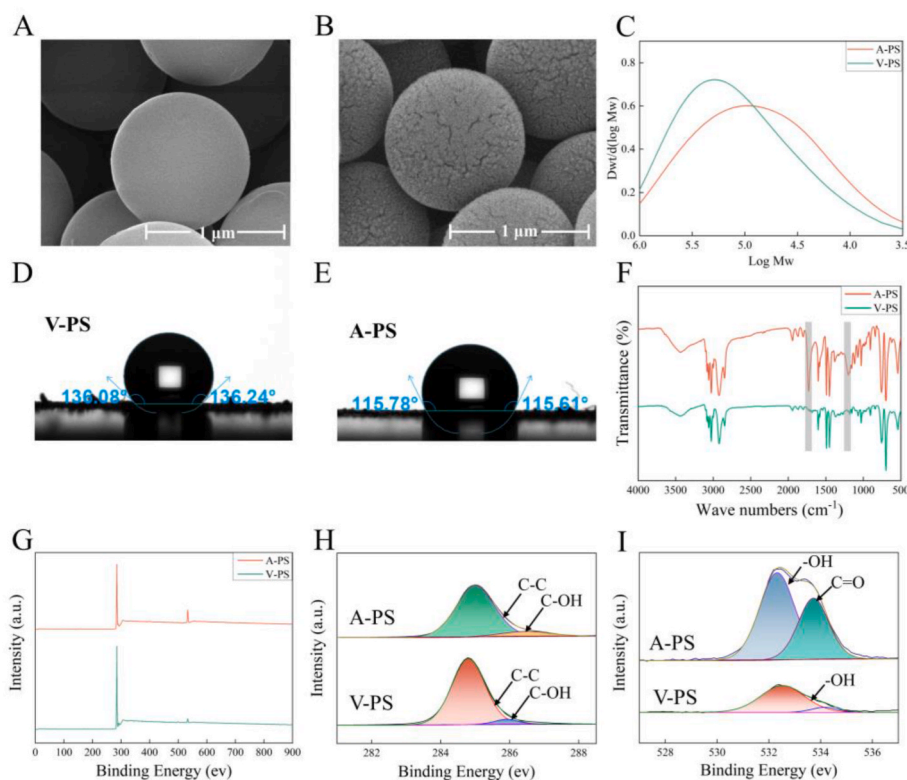 A
1 μm
B
1 μm
C
A-PS
V-PS
Dwt/d(log Mw)
0.8
0.6
0.4
0.2
0.0
6.0 5.5 5.0 4.5 4.0 3.5
Log Mw
D
V-PS
136.08° 136.24°
E
A-PS
115.78° 115.61°
F
A-PS
V-PS
Transmittance (%)
4000 3500 3000 2500 2000 1500 1000 500
Wave numbers (cm⁻¹)
G
A-PS
V-PS
Intensity (a.u.)
0 100 200 300 400 500 600 700 800 900
Binding Energy (ev)
H
C-C
C-OH
A-PS
C-C
C-OH
V-PS
Intensity (a.u.)
282 284 286 288
Binding Energy (ev)
I
-OH
C=O
A-PS
-OH
V-PS
Intensity (a.u.)
528 530 532 534 536
Binding Energy (ev)